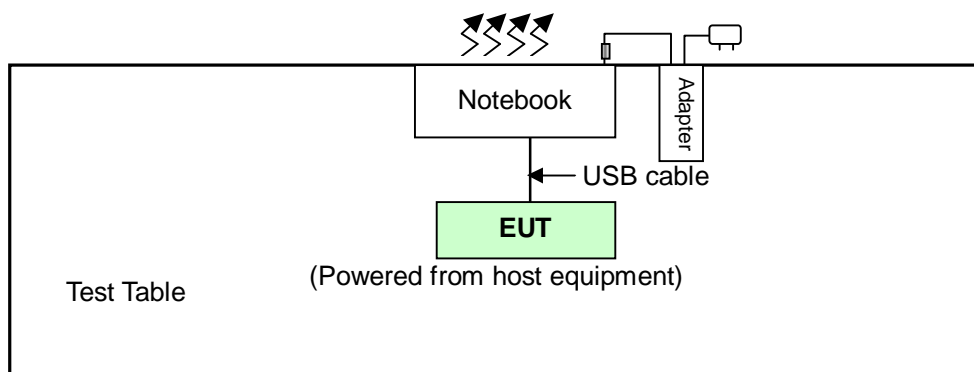 Notebook
Adapter
USB cable
EUT
(Powered from host equipment)
Test Table